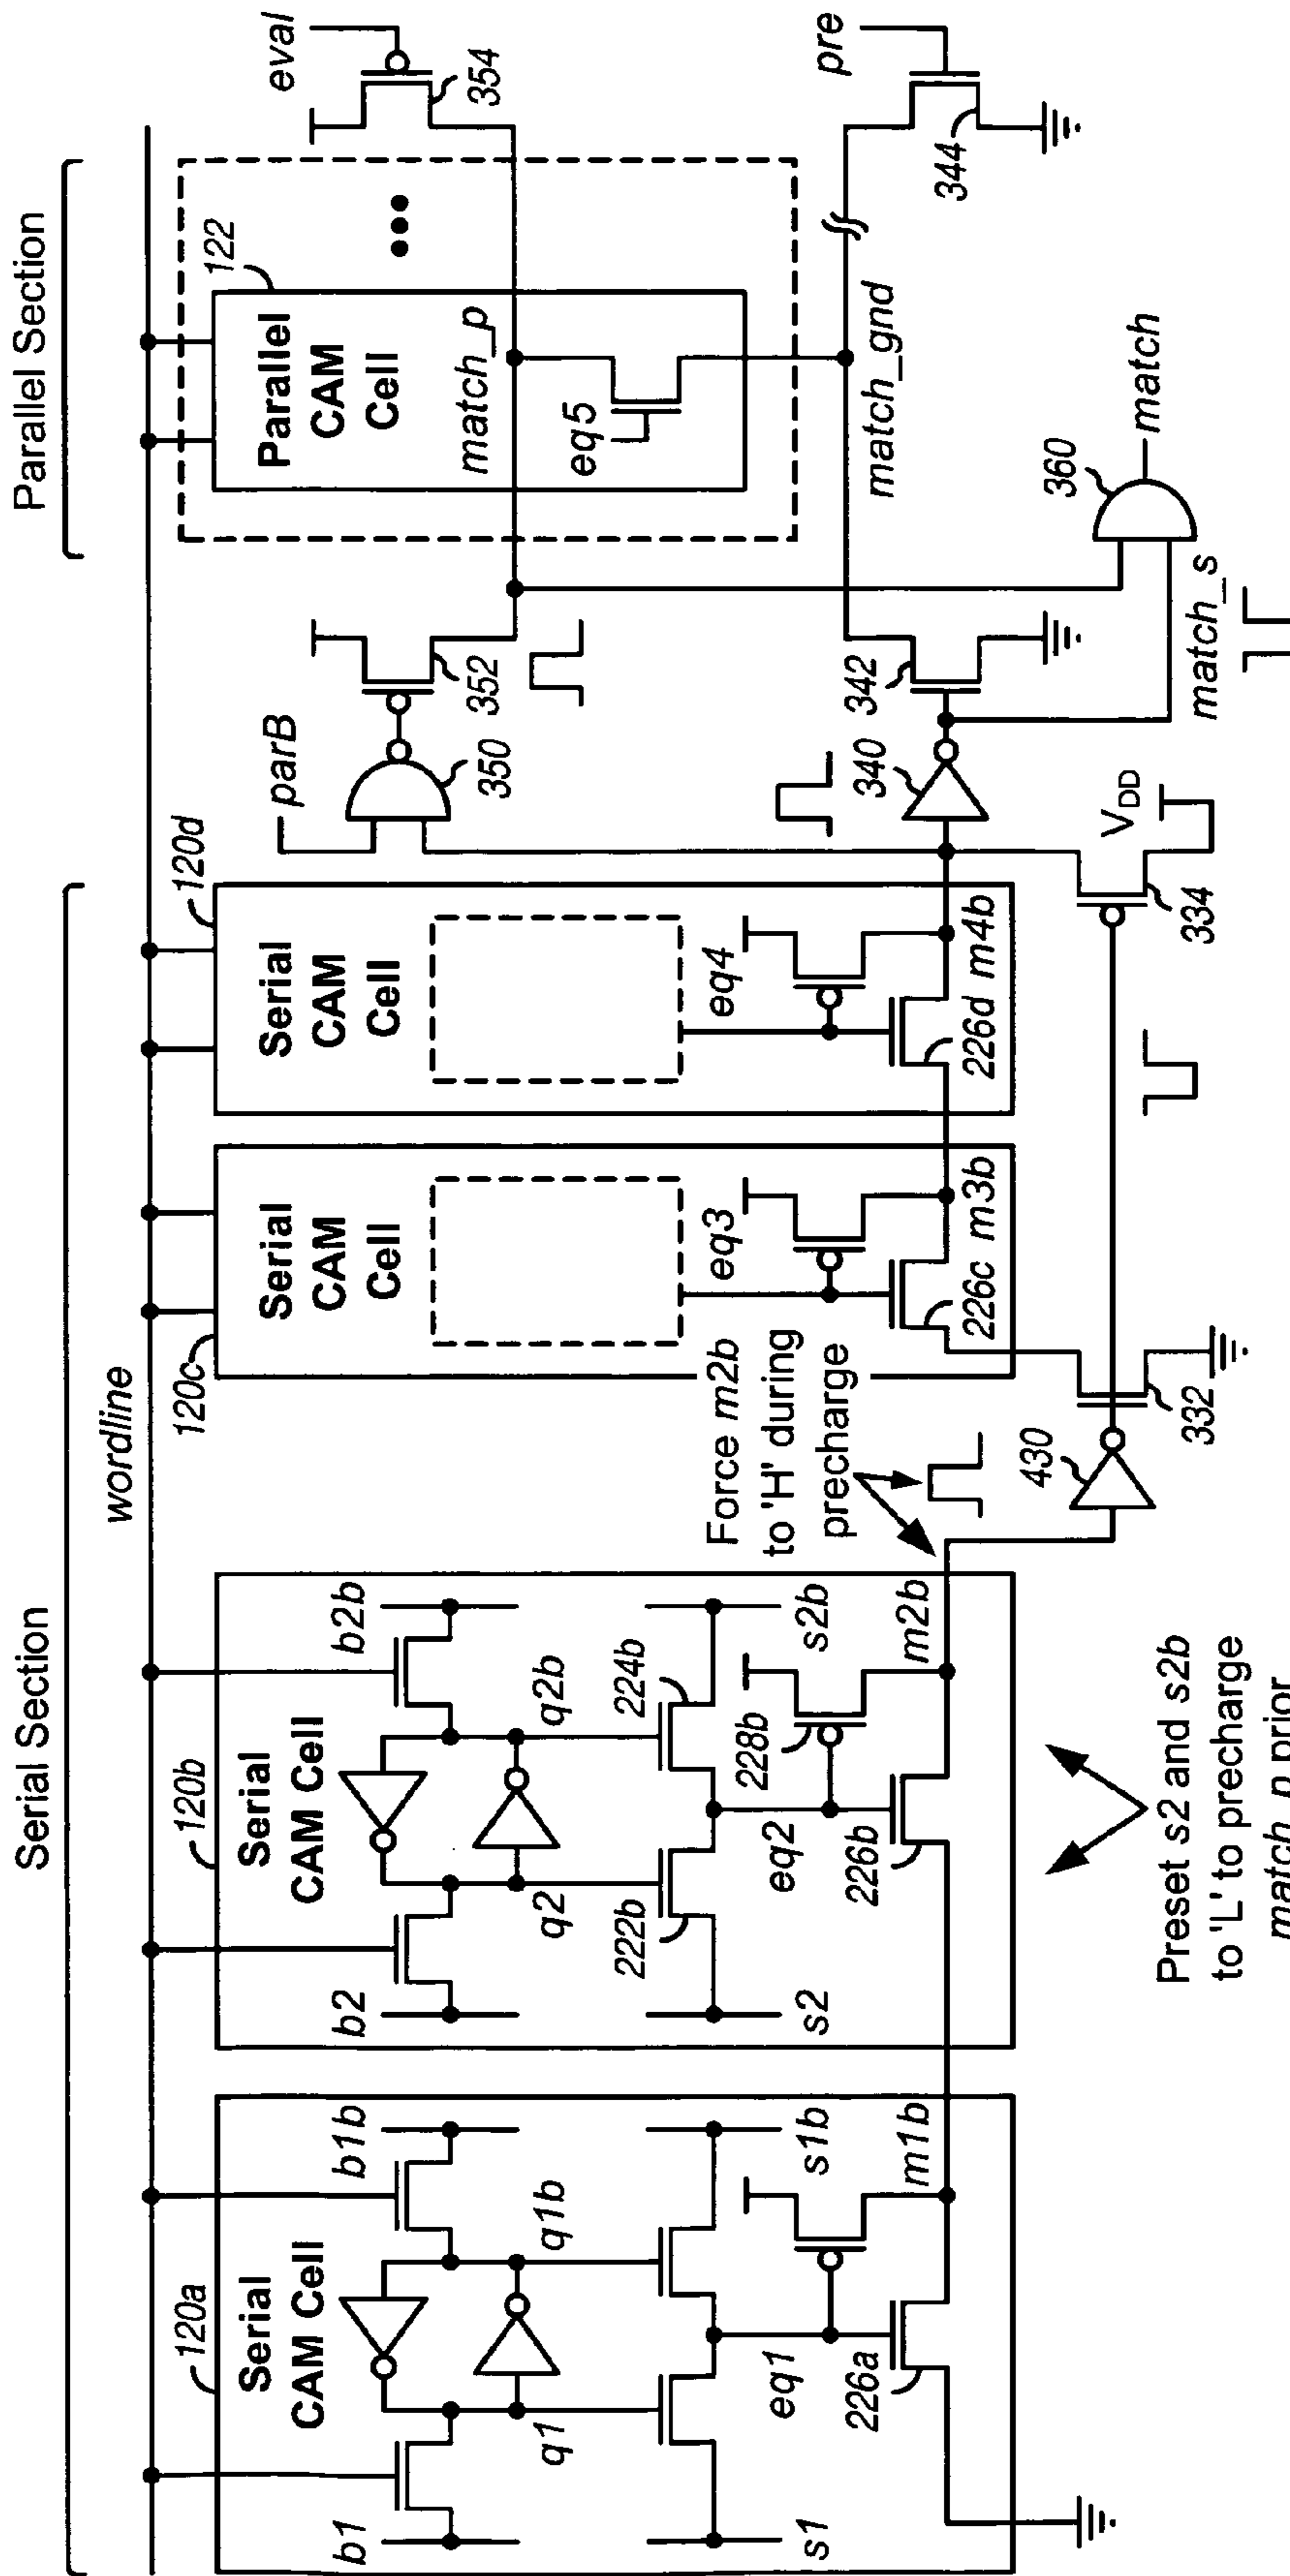 Serial Section
Parallel Section
wordline
120a
Serial
CAM Cell
b1
b1b
q1
q1b
s1
s1b
eq1
226a
m1b
120b
Serial
CAM Cell
b2
b2b
q2
q2b
222b
224b
s2
s2b
eq2
228b
226b
m2b
Preset s2 and s2b
to 'L' to precharge
match_p prior
Force m2b
to 'H' during
precharge
430
332
120c
Serial
CAM
Cell
eq3
226c
m3b
120d
Serial
CAM
Cell
eq4
226d
m4b
334
VDD
parB
350
352
340
342
match_s
360
match
122
Parallel
CAM
Cell
match_p
eq5
match_gnd
•••
eval
354
pre
344